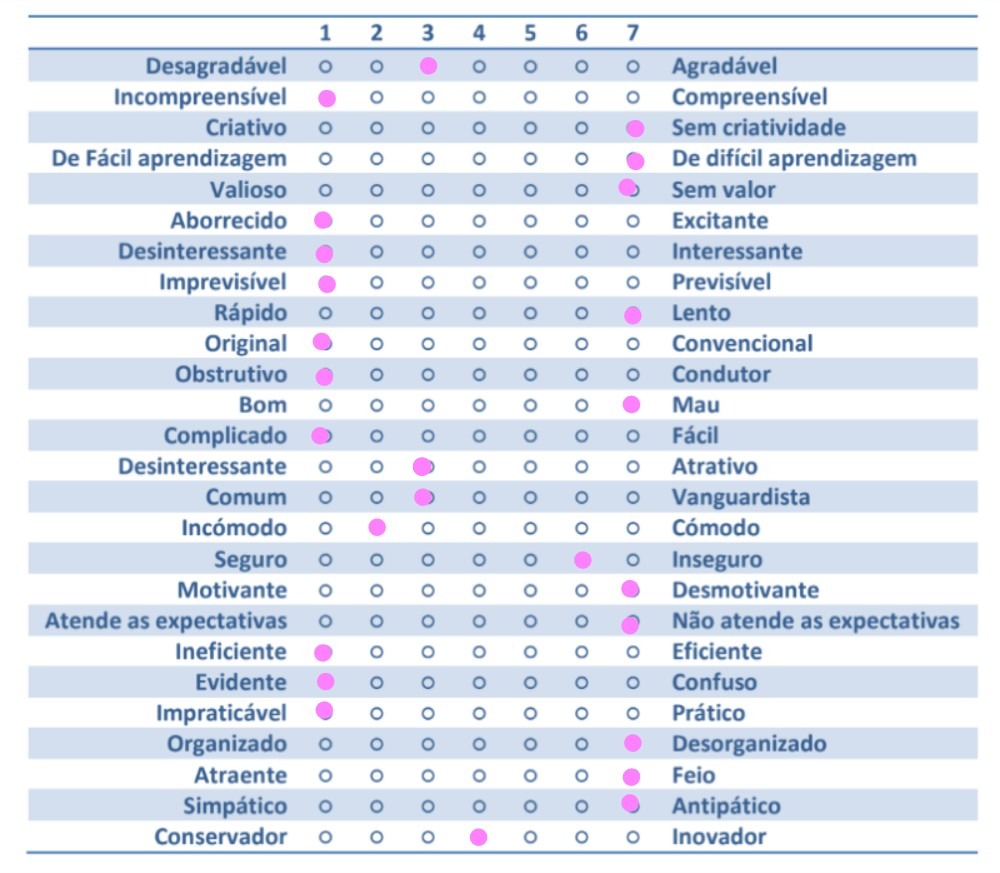 1 2 3 4 5 6 7
Desagradável Agradável
Incompreensível Compreensível
Criativo Sem criatividade
De Fácil aprendizagem De difícil aprendizagem
Valioso Sem valor
Aborrecido Excitante
Desinteressante Interessante
Imprevisível Previsível
Rápido Lento
Original Convencional
Obstrutivo Condutor
Bom Mau
Complicado Fácil
Desinteressante Atrativo
Comum Vanguardista
Incómodo Cómodo
Seguro Inseguro
Motivante Desmotivante
Atende as expectativas Não atende as expectativas
Ineficiente Eficiente
Evidente Confuso
Impraticável Prático
Organizado Desorganizado
Atraente Feio
Simpático Antipático
Conservador Inovador